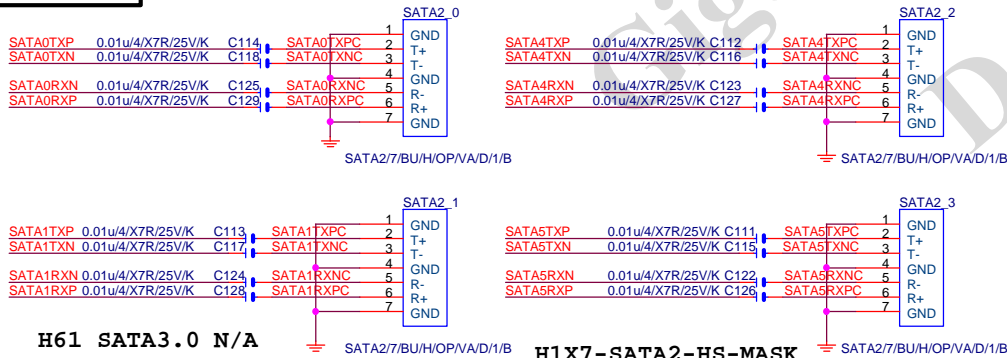 SATA2_0
SATA0TXP 0.01u/4/X7R/25V/K C114 SATA0TXPC 1 GND
SATA0TXN C118 SATA0TXNC 2 T+
3 T-
4 GND
SATA0RXN 0.01u/4/X7R/25V/K C125 SATA0RXNC 5 R-
SATA0RXP C129 SATA0RXPC 6 R+
7 GND
SATA2/7/BU/H/OP/VA/D/1/B
SATA2_2
SATA4TXP 0.01u/4/X7R/25V/K C112 SATA4TXPC 1 GND
SATA4TXN 0.01u/4/X7R/25V/K C116 SATA4TXNC 2 T+
3 T-
4 GND
SATA4RXN 0.01u/4/X7R/25V/K C123 SATA4RXNC 5 R-
SATA4RXP 0.01u/4/X7R/25V/K C127 SATA4RXPC 6 R+
7 GND
SATA2/7/BU/H/OP/VA/D/1/B
SATA2_1
SATA1TXP 0.01u/4/X7R/25V/K C113 SATA1TXPC 1 GND
SATA1TXN 0.01u/4/X7R/25V/K C117 SATA1TXNC 2 T+
3 T-
4 GND
SATA1RXN 0.01u/4/X7R/25V/K C124 SATA1RXNC 5 R-
SATA1RXP 0.01u/4/X7R/25V/K C128 SATA1RXPC 6 R+
7 GND
H61 SATA3.0 N/A
SATA2/7/BU/H/OP/VA/D/1/B
SATA2_3
SATA5TXP 0.01u/4/X7R/25V/K C111 SATA5TXPC 1 GND
SATA5TXN 0.01u/4/X7R/25V/K C115 SATA5TXNC 2 T+
3 T-
4 GND
SATA5RXN 0.01u/4/X7R/25V/K C122 SATA5RXNC 5 R-
SATA5RXP 0.01u/4/X7R/25V/K C126 SATA5RXPC 6 R+
7 GND
H1X7-SATA2-HS-MASK
SATA2/7/BU/H/OP/VA/D/1/B